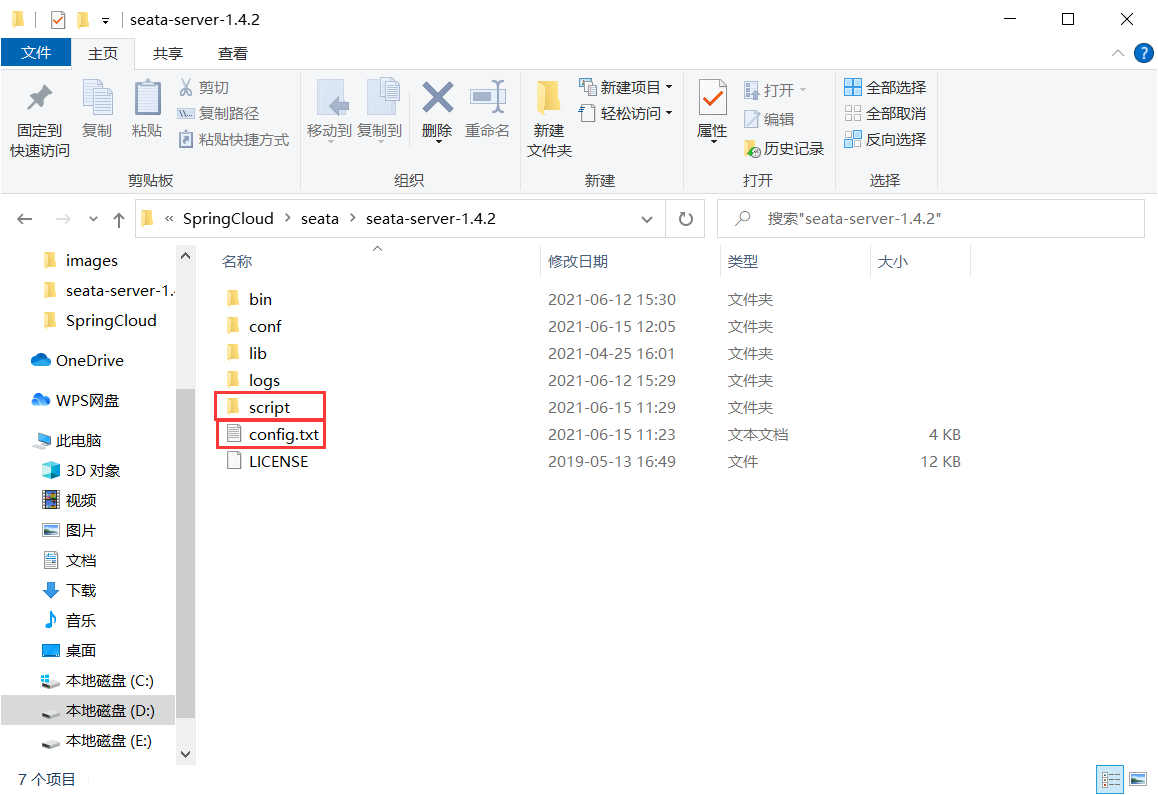 seata-server-1.4.2
文件 主页 共享 查看
固定到
快速访问
复制
粘贴
剪切
复制路径
粘贴快捷方式
剪贴板
移动到 复制到 删除 重命名
组织
新建
文件夹
新建项目
轻松访问
新建
属性
打开
编辑
历史记录
打开
全部选择
全部取消
反向选择
选择
« SpringCloud > seata > seata-server-1.4.2
搜索"seata-server-1.4.2"
images
seata-server-1.4
SpringCloud
OneDrive
WPS网盘
此电脑
3D 对象
视频
图片
文档
下载
音乐
桌面
本地磁盘 (C:)
本地磁盘 (D:)
本地磁盘 (E:)
名称 修改日期 类型 大小
bin 2021-06-12 15:30 文件夹
conf 2021-06-15 12:05 文件夹
lib 2021-04-25 16:01 文件夹
logs 2021-06-12 15:29 文件夹
script 2021-06-15 11:29 文件夹
config.txt 2021-06-15 11:23 文本文档 4 KB
LICENSE 2019-05-13 16:49 文件 12 KB
7 个项目